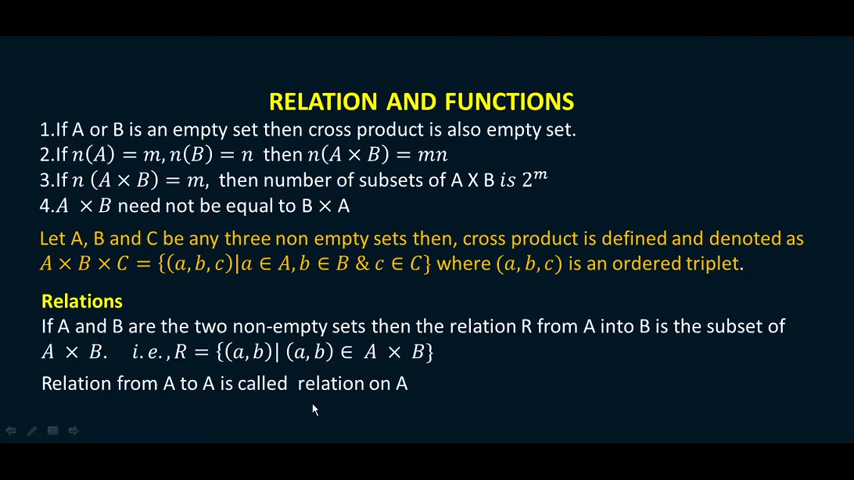 RELATION AND FUNCTIONS
1.If A or B is an empty set then cross product is also empty set.
2.If n(A) = m, n(B) = n then n(A × B) = mn
3.If n (A × B) = m, then number of subsets of A X B is 2^m
4.A × B need not be equal to B × A
Let A, B and C be any three non empty sets then, cross product is defined and denoted as
A × B × C = {(a, b, c)|a ∈ A, b ∈ B & c ∈ C} where (a, b, c) is an ordered triplet.
Relations
If A and B are the two non-empty sets then the relation R from A into B is the subset of
A × B. i.e., R = {(a, b)| (a, b) ∈ A × B}
Relation from A to A is called relation on A